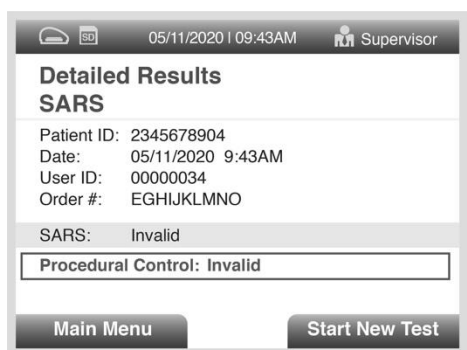 SD 05/11/2020 | 09:43AM Supervisor
Detailed Results
SARS
Patient ID: 2345678904
Date: 05/11/2020 9:43AM
User ID: 00000034
Order #: EGHIJKLMNO
SARS: Invalid
Procedural Control: Invalid
Main Menu Start New Test